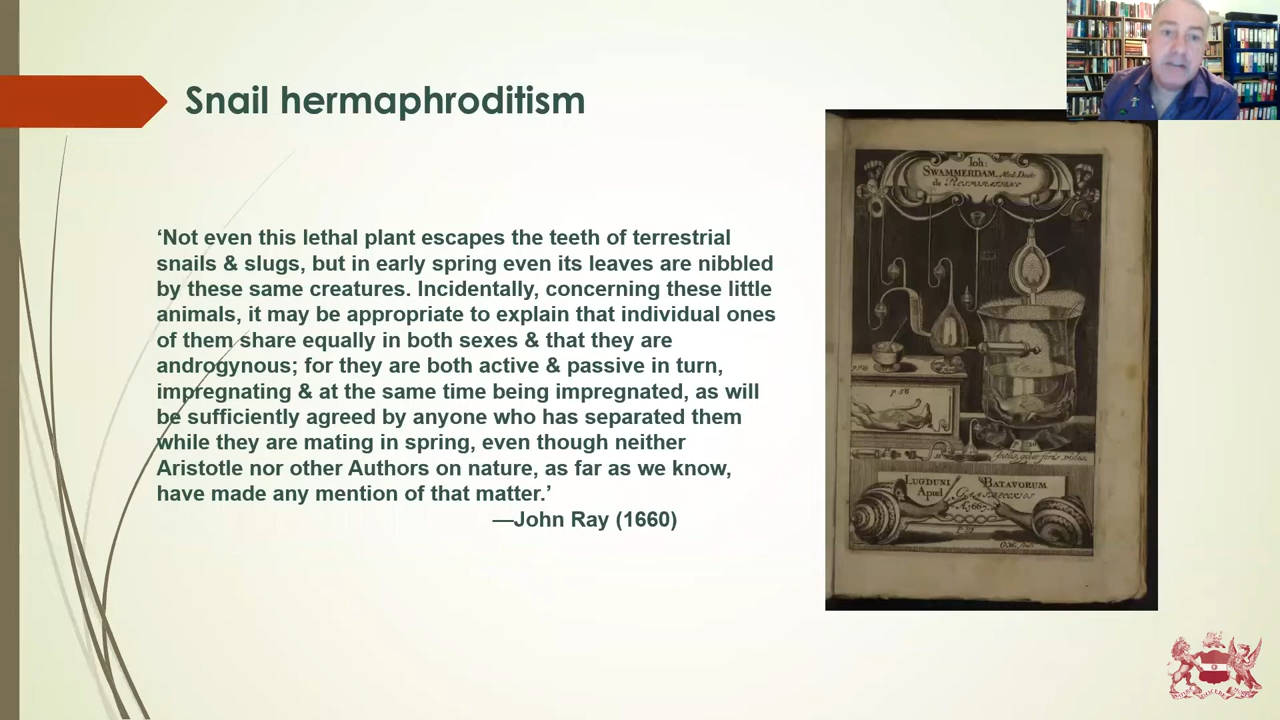 Snail hermaphroditism
‘Not even this lethal plant escapes the teeth of terrestrial
snails & slugs, but in early spring even its leaves are nibbled
by these same creatures. Incidentally, concerning these little
animals, it may be appropriate to explain that individual ones
of them share equally in both sexes & that they are
androgynous; for they are both active & passive in turn,
impregnating & at the same time being impregnated, as will
be sufficiently agreed by anyone who has separated them
while they are mating in spring, even though neither
Aristotle nor other Authors on nature, as far as we know,
have made any mention of that matter.’
—John Ray (1660)
Ioh:
SWAMMERDAM,
de Respiratione
p. 56
LUGDUNI BATAVORUM
Apud
1667